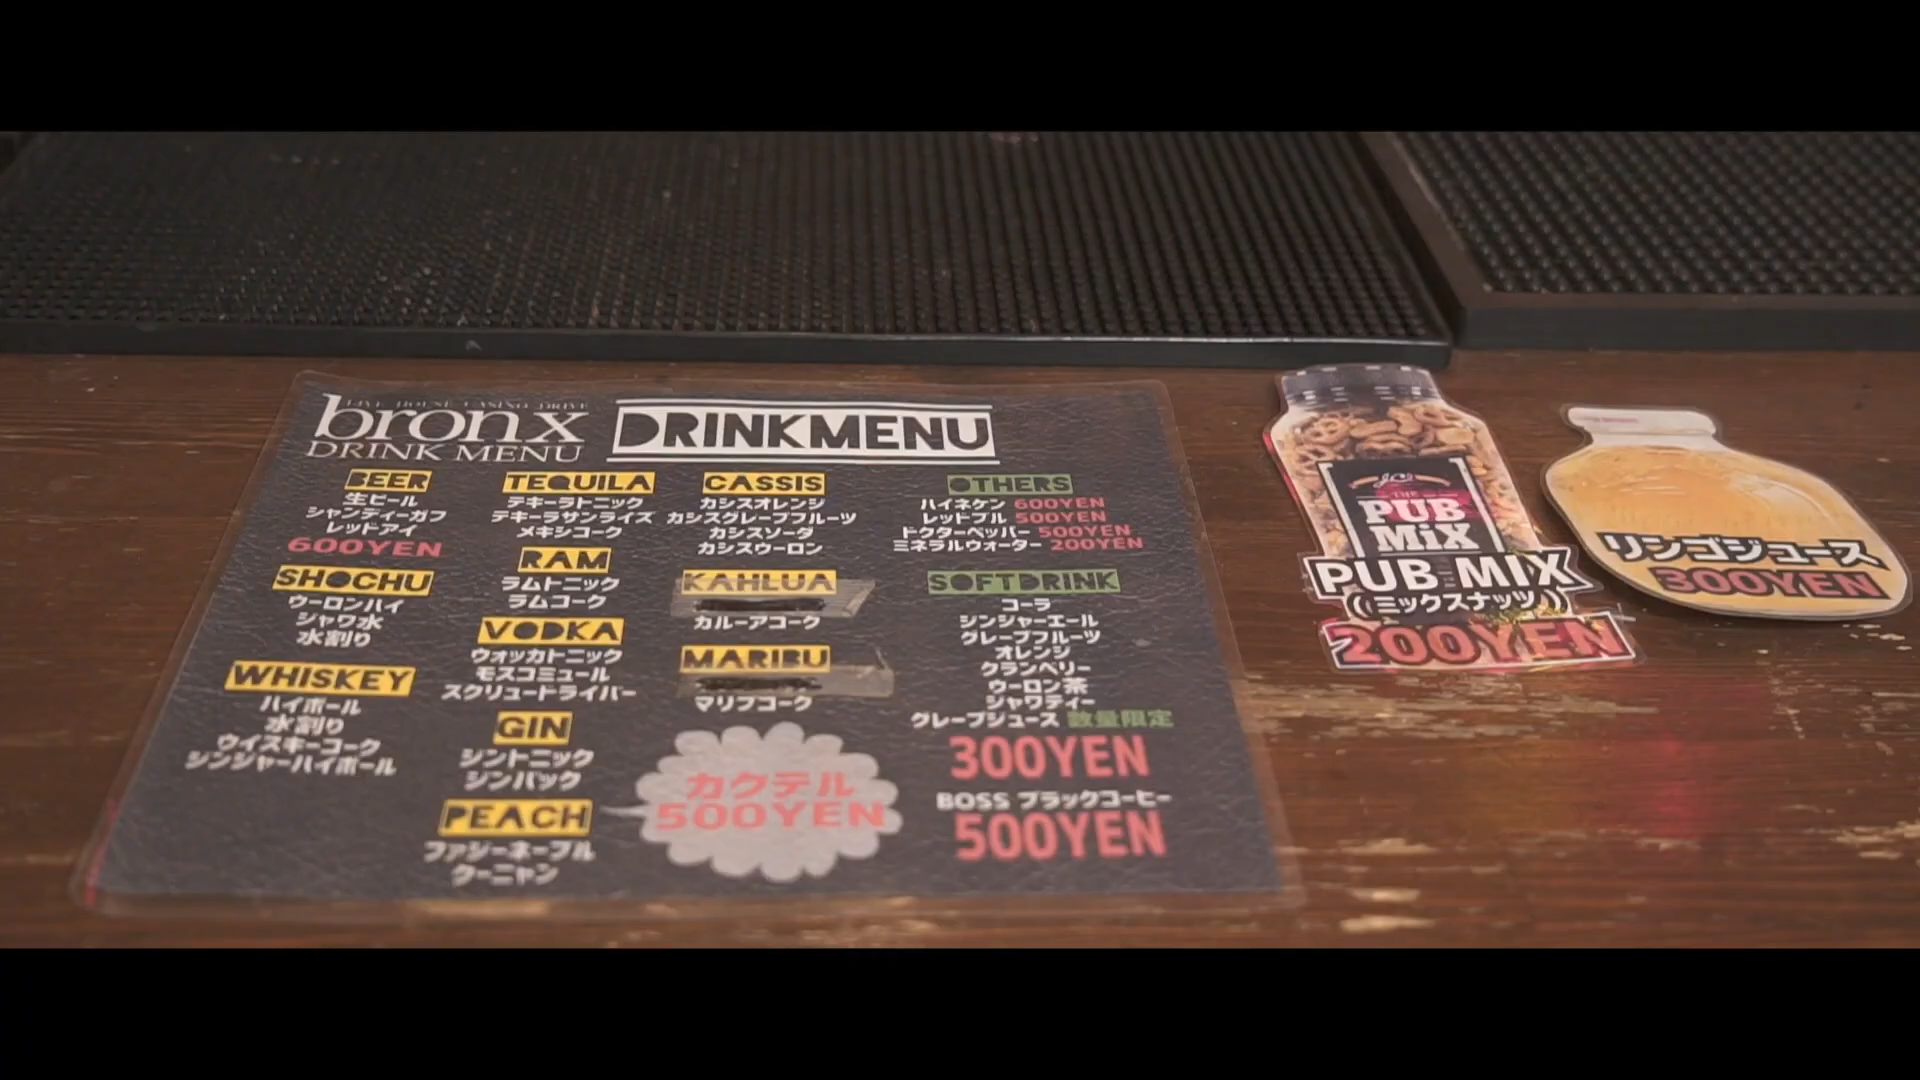 LIVE HOUSE CASINO DRIVE
bronx
DRINK MENU
DRINKMENU
BEER
生ビール
シャンディーガフ
レッドアイ
600YEN
SHOCHU
ウーロンハイ
ジャワ水
水割り
WHISKEY
ハイボール
水割り
ウイスキーコーク
ジンジャーハイボール
TEQUILA
テキーラトニック
テキーラサンライズ
メキシコーク
RAM
ラムトニック
ラムコーク
VODKA
ウォッカトニック
モスコミュール
スクリュードライバー
GIN
ジントニック
ジンバック
PEACH
ファジーネーブル
クーニャン
CASSIS
カシスオレンジ
カシスグレープフルーツ
カシスソーダ
カシスウーロン
KAHLUA
カルーアコーク
MARIBU
マリブコーク
カクテル
500YEN
OTHERS
ハイネケン 600YEN
レッドブル 500YEN
ドクターペッパー 500YEN
ミネラルウォーター 200YEN
SOFTDRINK
コーラ
ジンジャーエール
グレープフルーツ
オレンジ
クランベリー
ウーロン茶
ジャワティー
グレープジュース 数量限定
300YEN
BOSS ブラックコーヒー
500YEN
THE
PUB
MiX
PUB MIX
(ミックスナッツ)
200YEN
リンゴジュース
300YEN